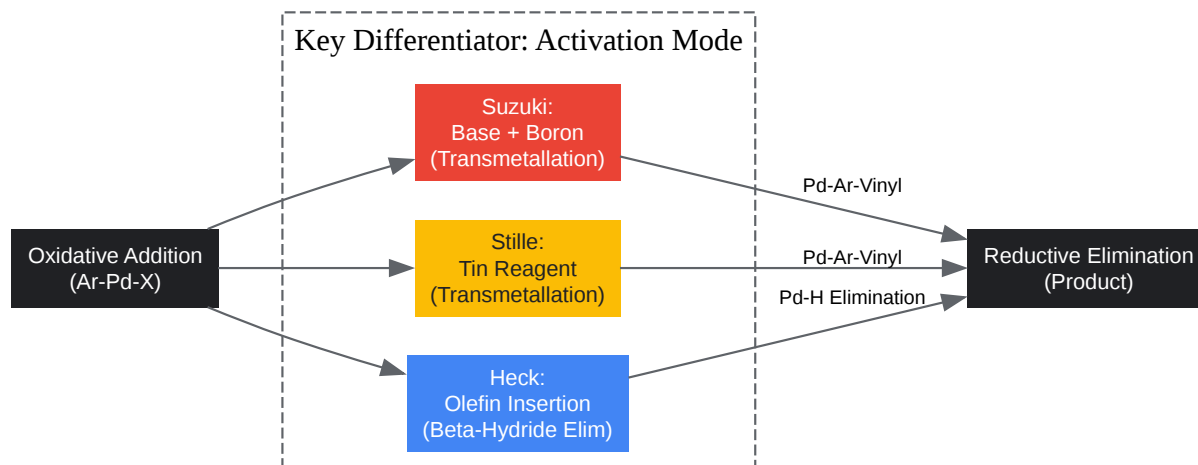 Key Differentiator: Activation Mode
Suzuki:
Base + Boron
(Transmetallation)
Pd-Ar-Vinyl
Oxidative Addition
(Ar-Pd-X)
Stille:
Tin Reagent
(Transmetallation)
Pd-Ar-Vinyl
Reductive Elimination
(Product)
Pd-H Elimination
Heck:
Olefin Insertion
(Beta-Hydride Elim)